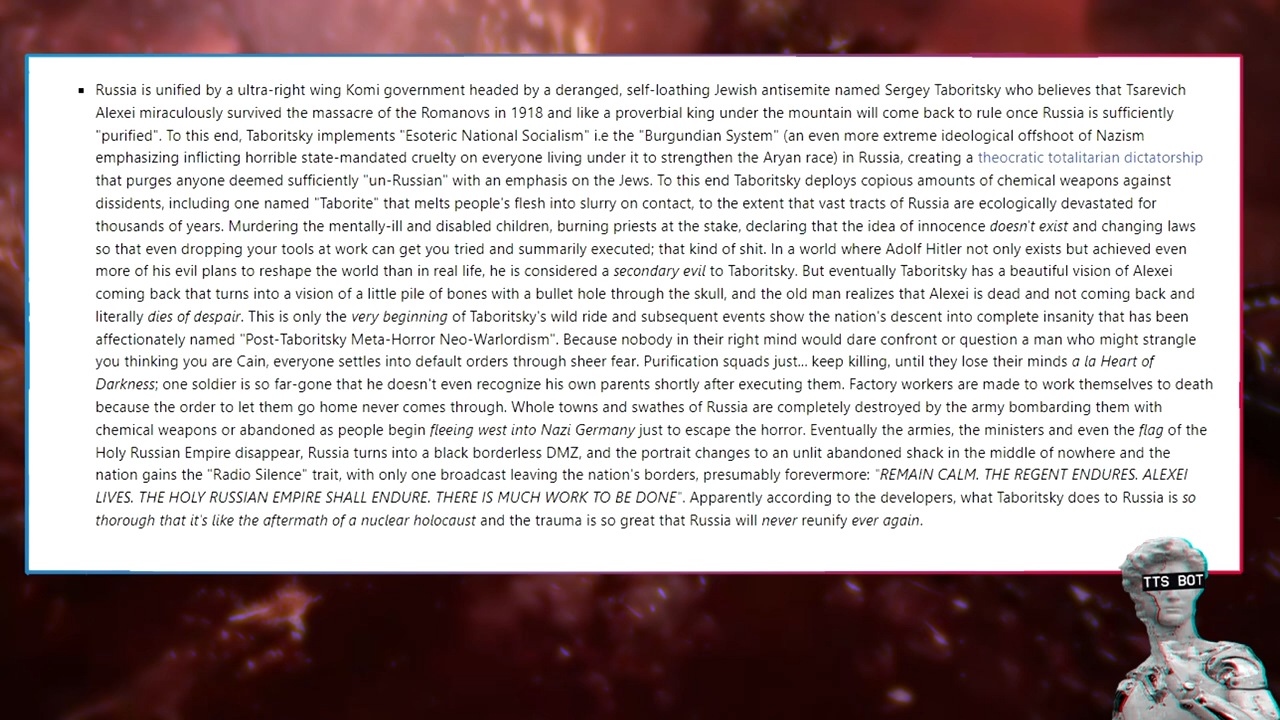 ▪ Russia is unified by a ultra-right wing Komi government headed by a deranged, self-loathing Jewish antisemite named Sergey Taboritsky who believes that Tsarevich
Alexei miraculously survived the massacre of the Romanovs in 1918 and like a proverbial king under the mountain will come back to rule once Russia is sufficiently
"purified". To this end, Taboritsky implements "Esoteric National Socialism" i.e the "Burgundian System" (an even more extreme ideological offshoot of Nazism
emphasizing inflicting horrible state-mandated cruelty on everyone living under it to strengthen the Aryan race) in Russia, creating a theocratic totalitarian dictatorship
that purges anyone deemed sufficiently "un-Russian" with an emphasis on the Jews. To this end Taboritsky deploys copious amounts of chemical weapons against
dissidents, including one named "Taborite" that melts people's flesh into slurry on contact, to the extent that vast tracts of Russia are ecologically devastated for
thousands of years. Murdering the mentally-ill and disabled children, burning priests at the stake, declaring that the idea of innocence doesn't exist and changing laws
so that even dropping your tools at work can get you tried and summarily executed; that kind of shit. In a world where Adolf Hitler not only exists but achieved even
more of his evil plans to reshape the world than in real life, he is considered a secondary evil to Taboritsky. But eventually Taboritsky has a beautiful vision of Alexei
coming back that turns into a vision of a little pile of bones with a bullet hole through the skull, and the old man realizes that Alexei is dead and not coming back and
literally dies of despair. This is only the very beginning of Taboritsky's wild ride and subsequent events show the nation's descent into complete insanity that has been
affectionately named "Post-Taboritsky Meta-Horror Neo-Warlordism". Because nobody in their right mind would dare confront or question a man who might strangle
you thinking you are Cain, everyone settles into default orders through sheer fear. Purification squads just... keep killing, until they lose their minds a la Heart of
Darkness; one soldier is so far-gone that he doesn't even recognize his own parents shortly after executing them. Factory workers are made to work themselves to death
because the order to let them go home never comes through. Whole towns and swathes of Russia are completely destroyed by the army bombarding them with
chemical weapons or abandoned as people begin fleeing west into Nazi Germany just to escape the horror. Eventually the armies, the ministers and even the flag of the
Holy Russian Empire disappear, Russia turns into a black borderless DMZ, and the portrait changes to an unlit abandoned shack in the middle of nowhere and the
nation gains the "Radio Silence" trait, with only one broadcast leaving the nation's borders, presumably forevermore: "REMAIN CALM. THE REGENT ENDURES. ALEXEI
LIVES. THE HOLY RUSSIAN EMPIRE SHALL ENDURE. THERE IS MUCH WORK TO BE DONE". Apparently according to the developers, what Taboritsky does to Russia is so
thorough that it's like the aftermath of a nuclear holocaust and the trauma is so great that Russia will never reunify ever again.
TTS BOT